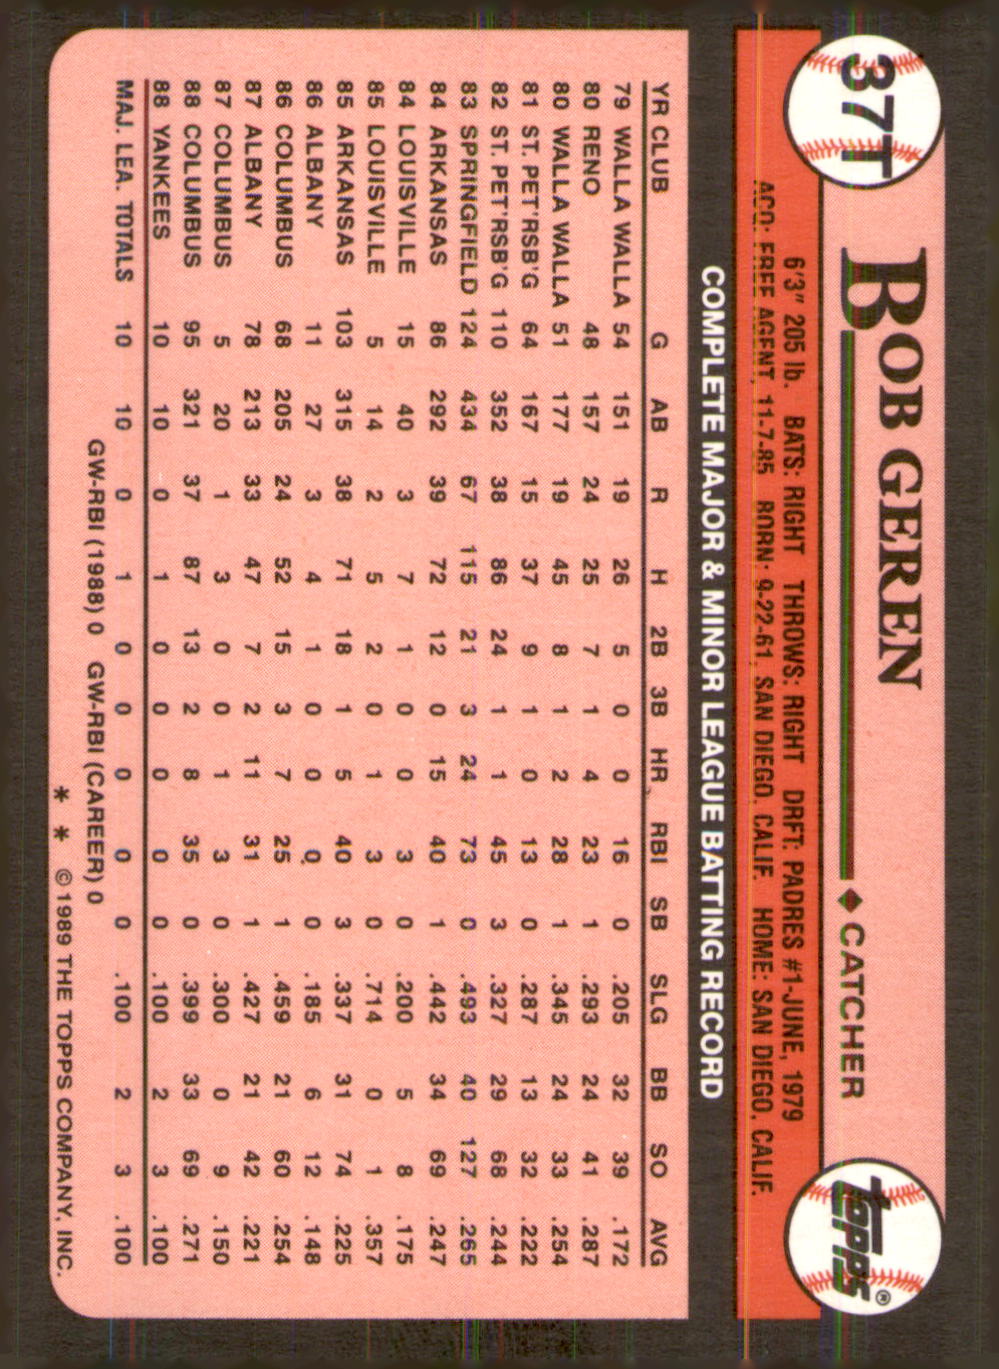 37T
BOB GEREN ◆ CATCHER
topps®
6'3" 205 lb. BATS: RIGHT THROWS: RIGHT DRFT: PADRES #1-JUNE, 1979
ACQ: FREE AGENT, 11-7-85 BORN: 9-22-61, SAN DIEGO, CALIF. HOME: SAN DIEGO, CALIF.
COMPLETE MAJOR & MINOR LEAGUE BATTING RECORD
YR CLUB G AB R H 2B 3B HR RBI SB SLG BB SO AVG
79 WALLA WALLA 54 151 19 26 5 0 0 16 0 .205 32 39 .172
80 RENO 48 157 24 25 7 1 4 23 1 .293 24 41 .287
80 WALLA WALLA 51 177 19 45 8 1 2 28 1 .345 24 33 .254
81 ST. PET'RSB'G 64 167 15 37 9 1 0 13 0 .287 13 32 .222
82 ST. PET'RSB'G 110 352 38 86 24 1 1 45 3 .327 29 68 .244
83 SPRINGFIELD 124 434 67 115 21 3 24 73 0 .493 40 127 .265
84 ARKANSAS 86 292 39 72 12 0 15 40 1 .442 34 69 .247
84 LOUISVILLE 15 40 3 7 1 0 0 3 0 .200 5 8 .175
85 LOUISVILLE 5 14 2 5 2 0 1 3 0 .714 0 1 .357
85 ARKANSAS 103 315 38 71 18 1 5 40 3 .337 31 74 .225
86 ALBANY 11 27 3 4 1 0 0 0 0 .185 6 12 .148
86 COLUMBUS 68 205 24 52 15 3 7 25 1 .459 21 60 .254
87 ALBANY 78 213 33 47 7 2 11 31 1 .427 21 42 .221
87 COLUMBUS 5 20 1 3 0 0 1 3 0 .300 0 9 .150
88 COLUMBUS 95 321 37 87 13 2 8 35 0 .399 33 69 .271
88 YANKEES 10 10 0 1 0 0 0 0 0 .100 2 3 .100
MAJ. LEA. TOTALS 10 10 0 1 0 0 0 0 0 .100 2 3 .100
GW-RBI (1988) 0 GW-RBI (CAREER) 0
* * © 1989 THE TOPPS COMPANY, INC.